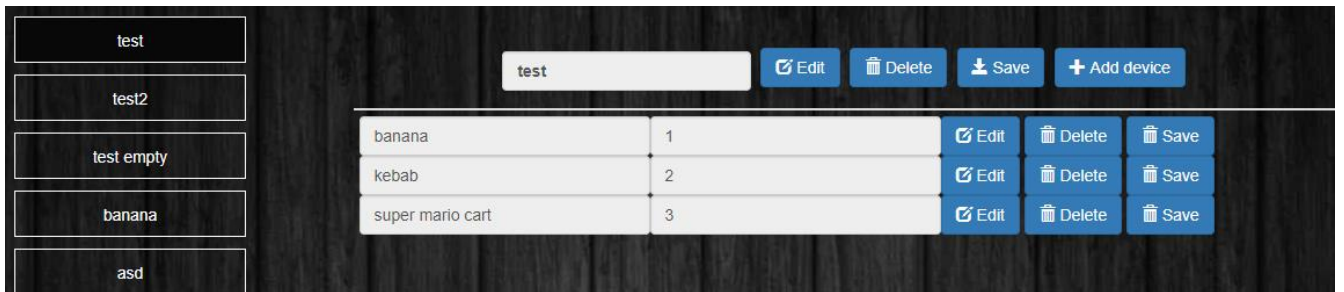 test
test2
test empty
banana
asd
test Edit Delete Save Add device
banana 1 Edit Delete Save
kebab 2 Edit Delete Save
super mario cart 3 Edit Delete Save